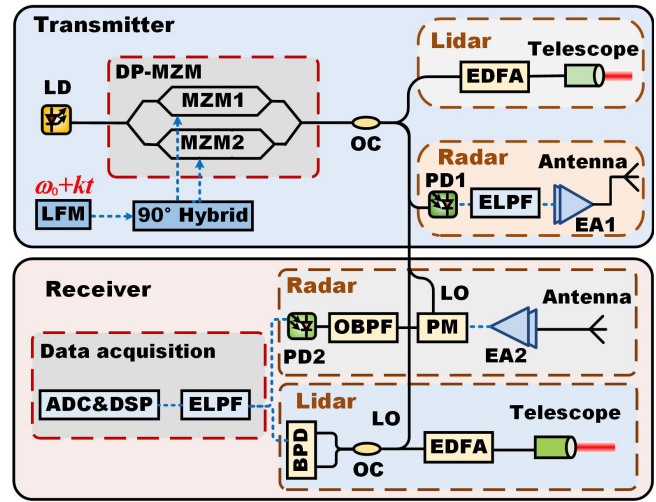 Transmitter
DP-MZM
LD
MZM1
MZM2
ω₀+kt
LFM
90° Hybrid
OC
Lidar
Telescope
EDFA
Radar
Antenna
PD1
ELPF
EA1
Receiver
Radar
LO
Antenna
OBPF
PM
PD2
EA2
Data acquisition
ADC&DSP
ELPF
Lidar
LO
Telescope
BPD
OC
EDFA